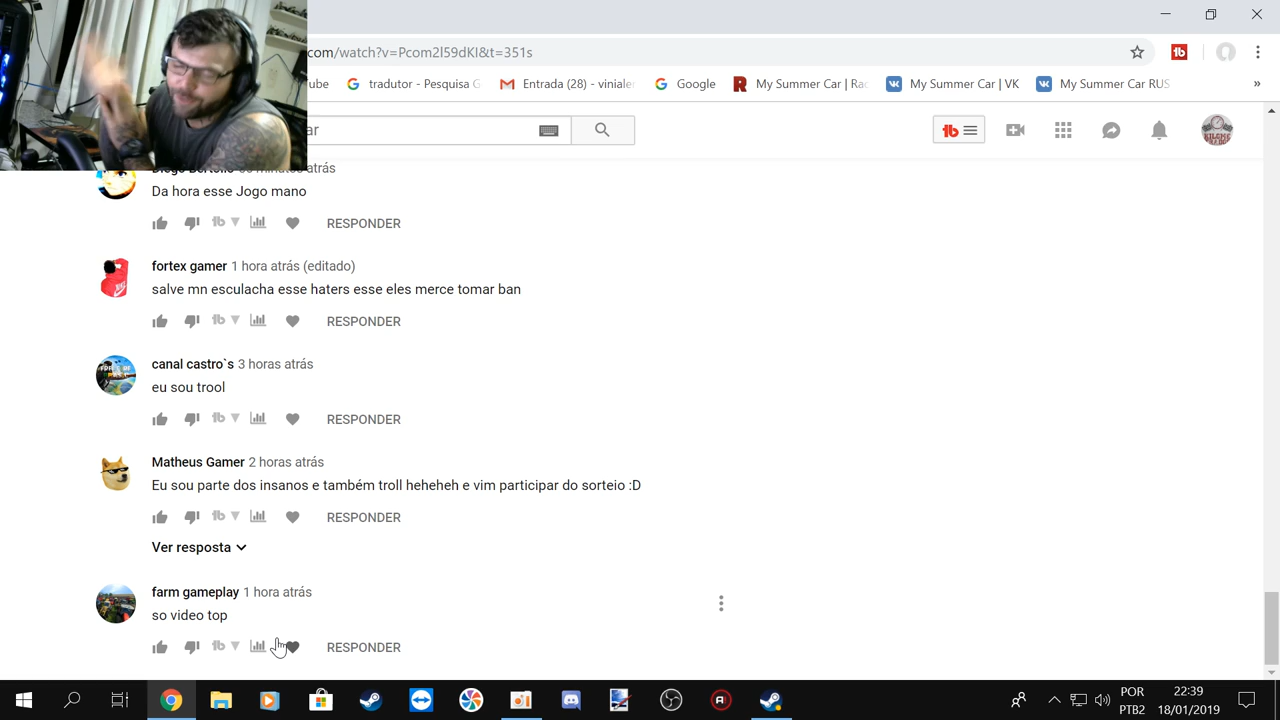 com/watch?v=Pcom2l59dKI&t=351s
ube tradutor - Pesquisa G Entrada (28) - viniale Google My Summer Car | Ra My Summer Car | VK My Summer Car RUS »
ar
atrás
Da hora esse Jogo mano
RESPONDER
fortex gamer 1 hora atrás (editado)
salve mn esculacha esse haters esse eles merce tomar ban
RESPONDER
canal castro`s 3 horas atrás
eu sou trool
RESPONDER
Matheus Gamer 2 horas atrás
Eu sou parte dos insanos e também troll heheheh e vim participar do sorteio :D
RESPONDER
Ver resposta
farm gameplay 1 hora atrás
so video top
RESPONDER
POR 22:39
PTB2 18/01/2019